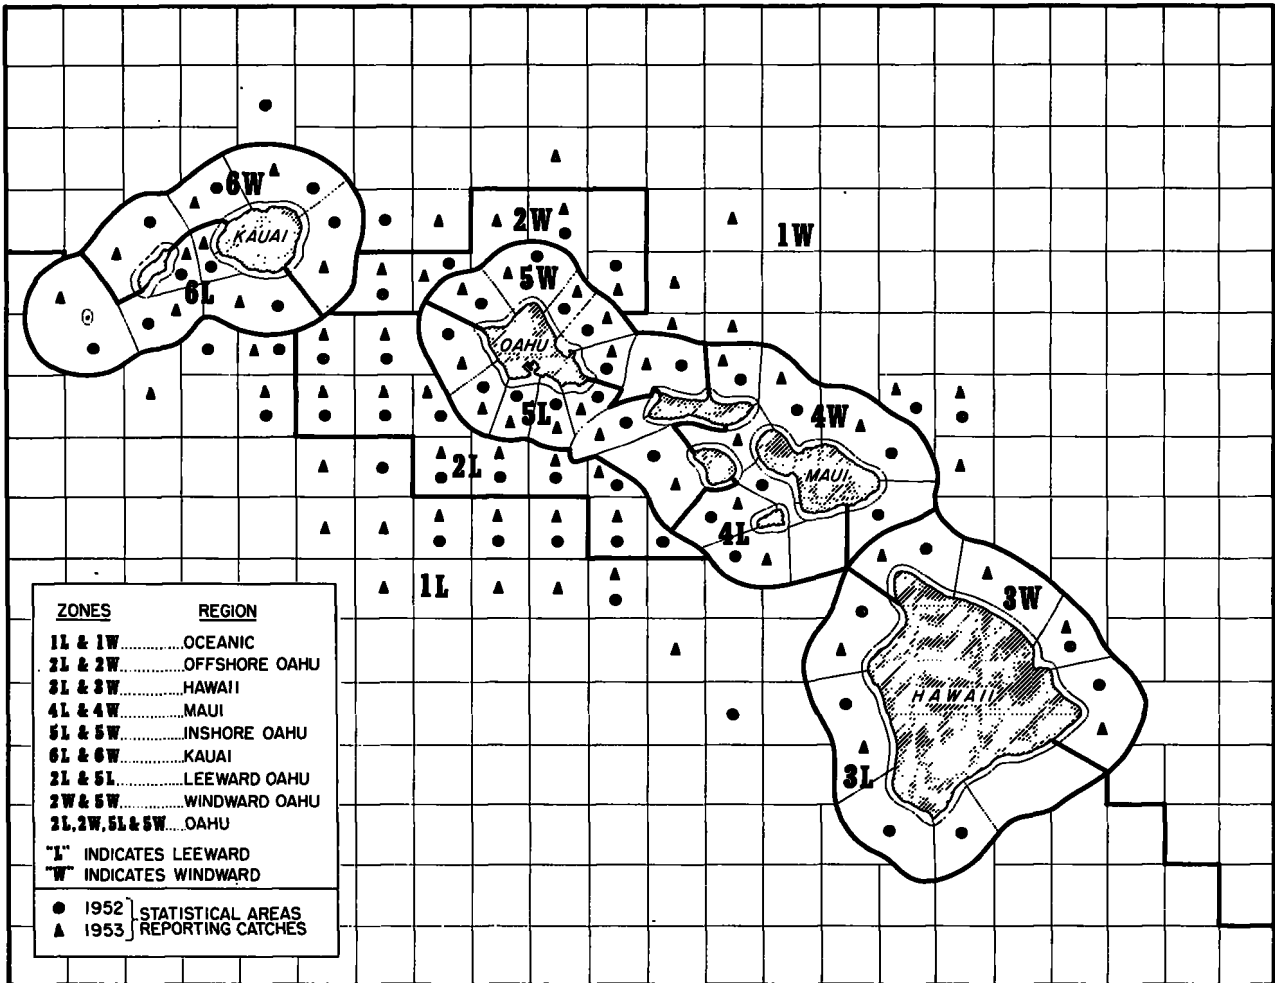 6W
2W
1W
KAUAI
5W
6L
OAHU
5L
4W
2L
MAUI
4L
1L
3W
HAWAII
3L
ZONES REGION
1L & 1W............OCEANIC
2L & 2W............OFFSHORE OAHU
3L & 3W............HAWAII
4L & 4W............MAUI
5L & 5W............INSHORE OAHU
6L & 6W............KAUAI
2L & 5L............LEEWARD OAHU
2W & 5W............WINDWARD OAHU
2L, 2W, 5L & 5W.....OAHU
"L" INDICATES LEEWARD
"W" INDICATES WINDWARD
● 1952 STATISTICAL AREAS
▲ 1953 REPORTING CATCHES